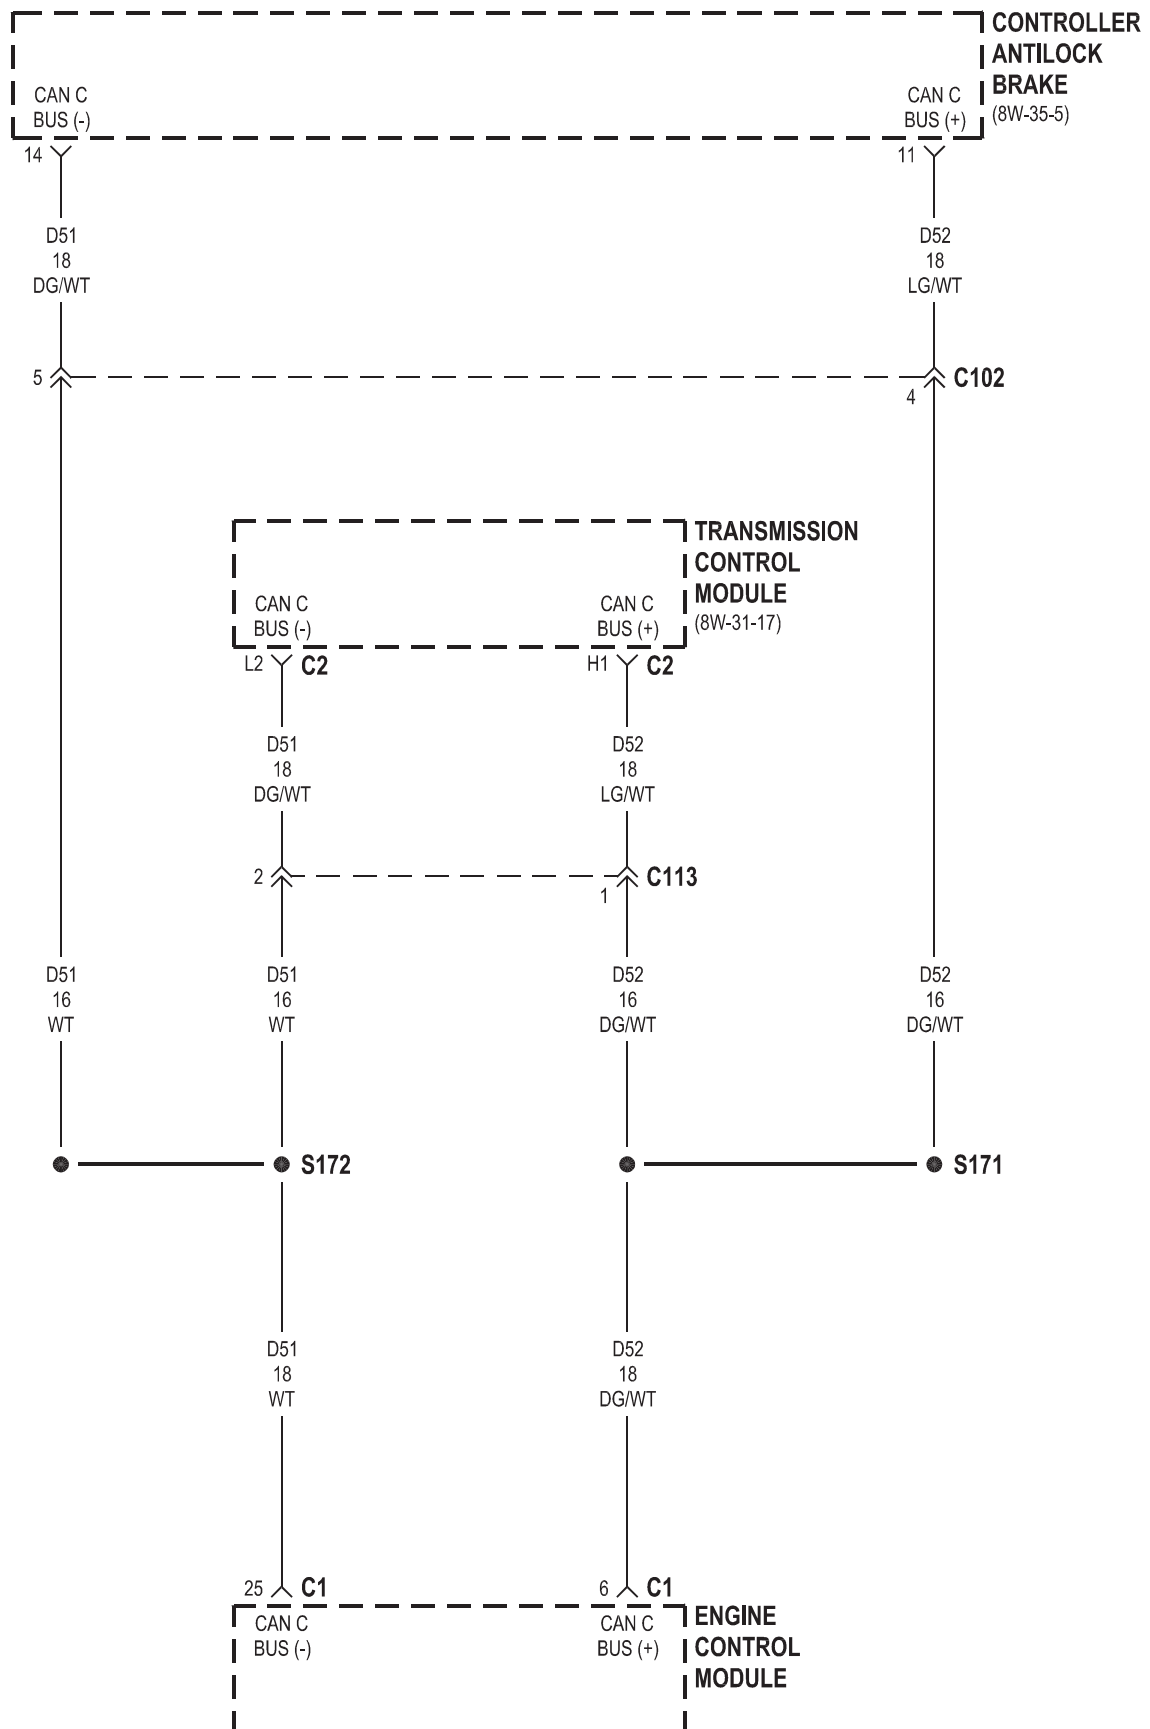 CONTROLLER
ANTILOCK
BRAKE
(8W-35-5)
CAN C
BUS (-)
CAN C
BUS (+)
14
11
D51
18
DG/WT
D52
18
LG/WT
5
4
C102
TRANSMISSION
CONTROL
MODULE
(8W-31-17)
CAN C
BUS (-)
CAN C
BUS (+)
L2
C2
H1
C2
D51
18
DG/WT
D52
18
LG/WT
2
1
C113
D51
16
WT
D51
16
WT
D52
16
DG/WT
D52
16
DG/WT
S172
S171
D51
18
WT
D52
18
DG/WT
25
C1
6
C1
CAN C
BUS (-)
CAN C
BUS (+)
ENGINE
CONTROL
MODULE